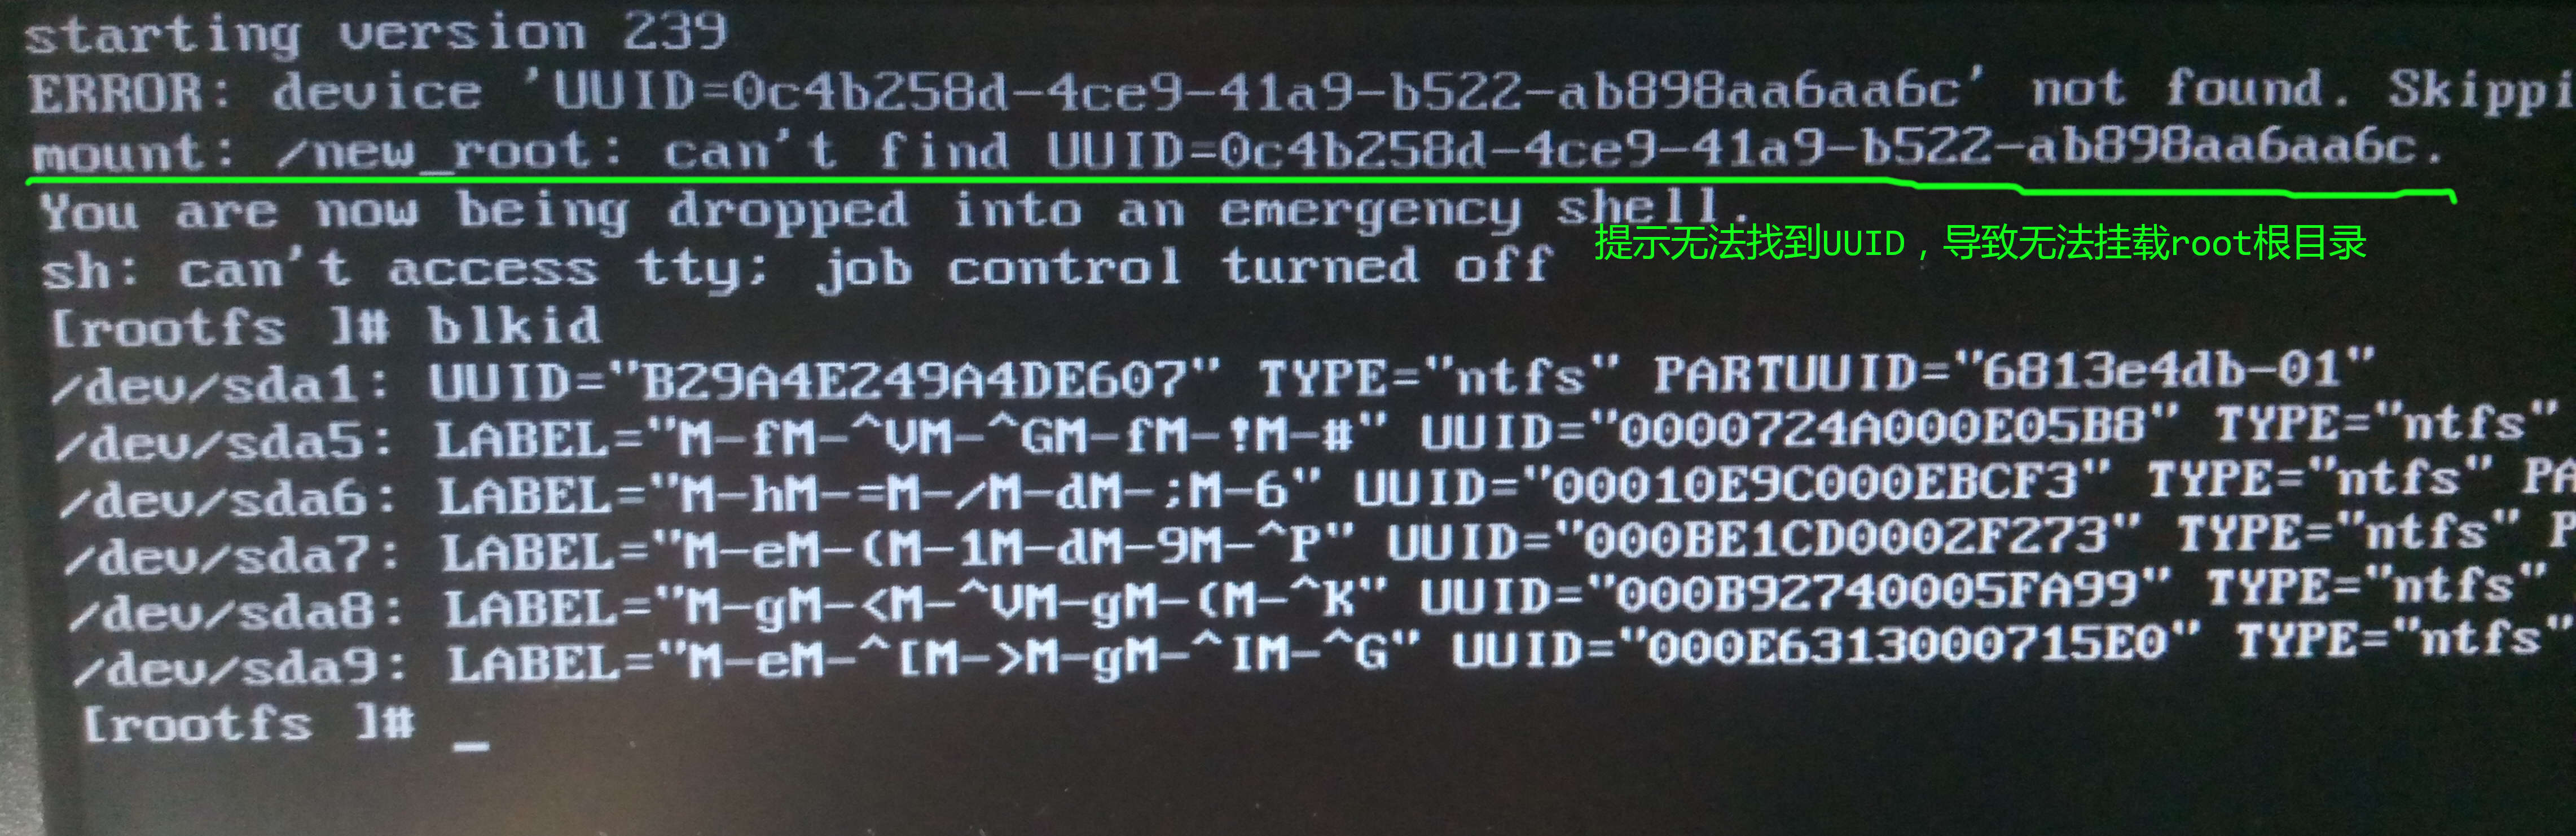 starting version 239
ERROR: device 'UUID=0c4b258d-4ce9-41a9-b522-ab898aa6aa6c' not found. Skippi
mount: /new_root: can't find UUID=0c4b258d-4ce9-41a9-b522-ab898aa6aa6c.
You are now being dropped into an emergency shell.
提示无法找到UUID，导致无法挂载root根目录
sh: can't access tty; job control turned off
[rootfs ]# blkid
/dev/sda1: UUID="B29A4E249A4DE607" TYPE="ntfs" PARTUUID="6813e4db-01"
/dev/sda5: LABEL="M-fM-^VM-^GM-fM-!M-#" UUID="0000724A000E05B8" TYPE="ntfs"
/dev/sda6: LABEL="M-hM-=M-/M-dM-;M-6" UUID="00010E9C000EBCF3" TYPE="ntfs" PA
/dev/sda7: LABEL="M-eM-(M-1M-dM-9M-^P" UUID="000BE1CD0002F273" TYPE="ntfs" P
/dev/sda8: LABEL="M-gM-<M-^VM-gM-(M-^K" UUID="000B92740005FA99" TYPE="ntfs"
/dev/sda9: LABEL="M-eM-^[M->M-gM-^IM-^G" UUID="000E6313000715E0" TYPE="ntfs"
[rootfs ]# _